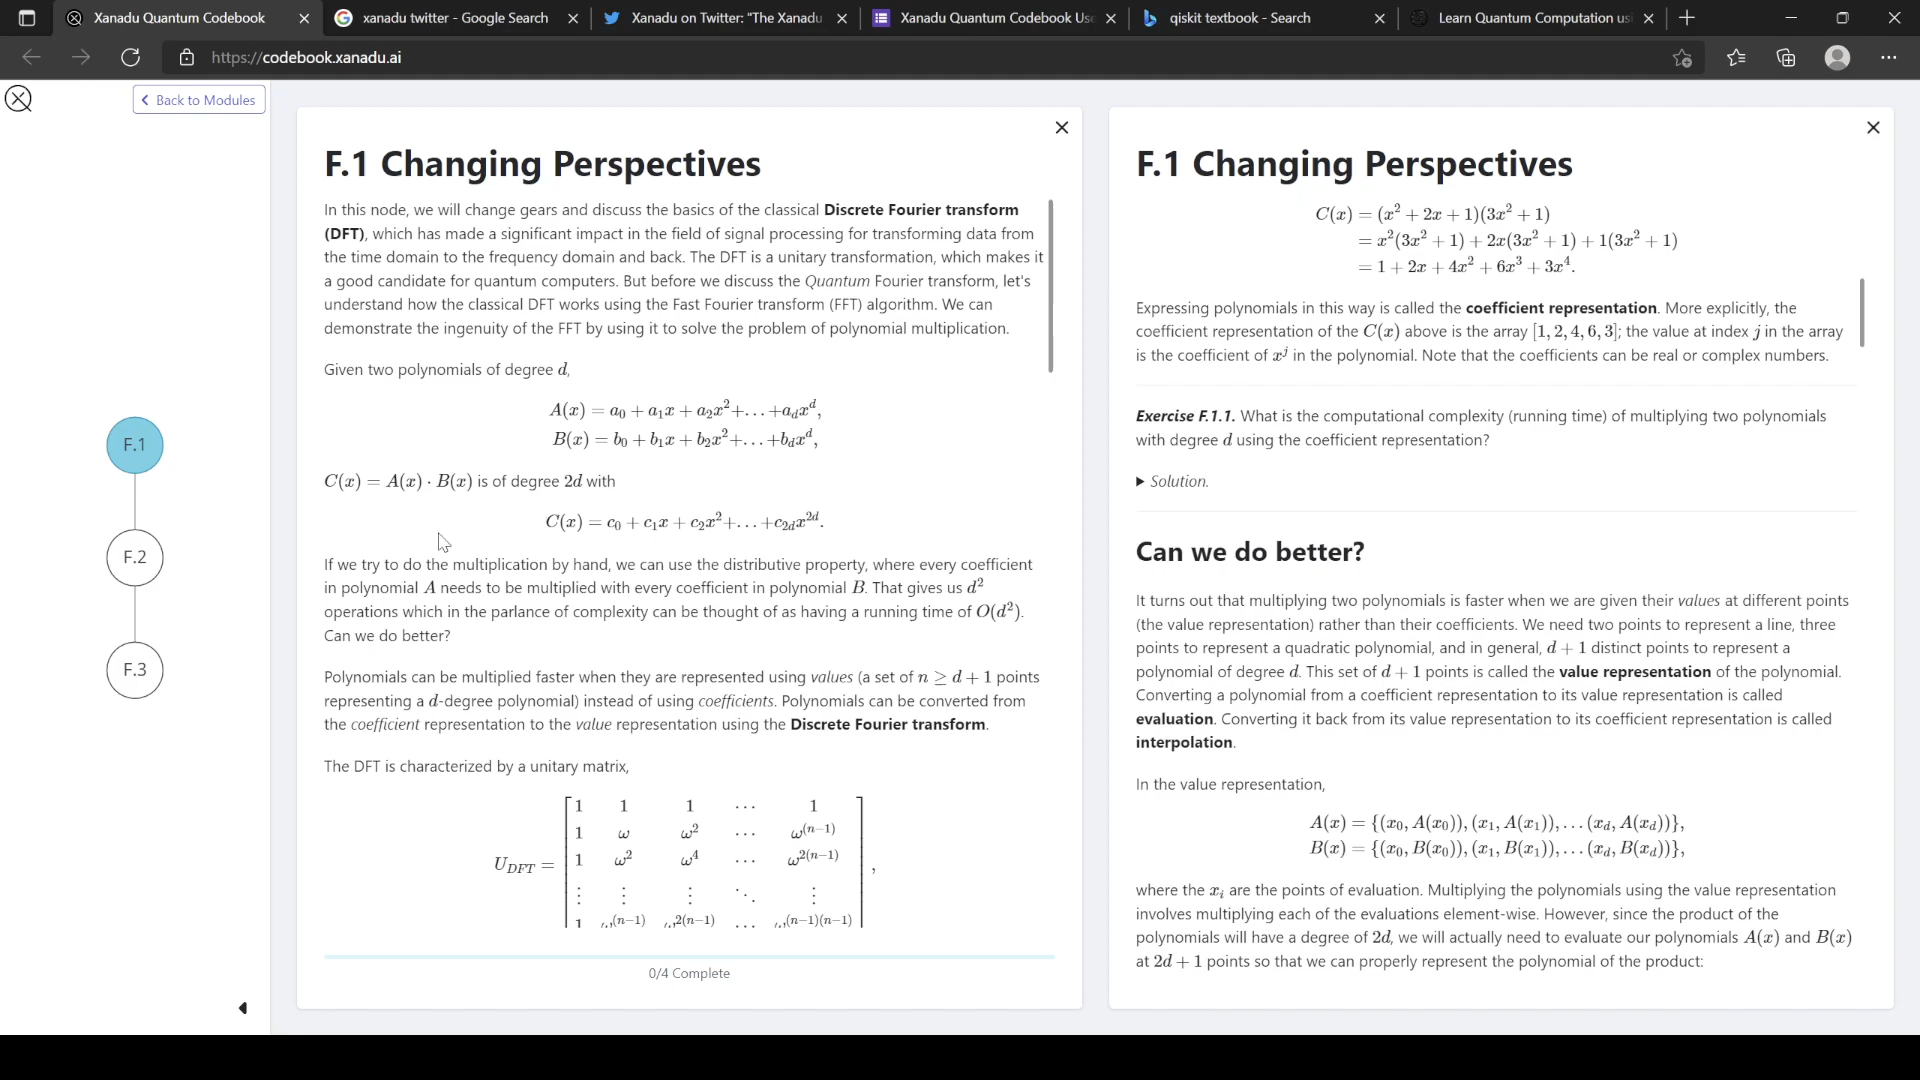 Xanadu Quantum Codebook
xanadu twitter - Google Search
Xanadu on Twitter: "The Xanadu
Xanadu Quantum Codebook Use
qiskit textbook - Search
Learn Quantum Computation usi
https://codebook.xanadu.ai
Back to Modules
F.1
F.2
F.3
F.1 Changing Perspectives
In this node, we will change gears and discuss the basics of the classical Discrete Fourier transform
(DFT), which has made a significant impact in the field of signal processing for transforming data from
the time domain to the frequency domain and back. The DFT is a unitary transformation, which makes it
a good candidate for quantum computers. But before we discuss the Quantum Fourier transform, let's
understand how the classical DFT works using the Fast Fourier transform (FFT) algorithm. We can
demonstrate the ingenuity of the FFT by using it to solve the problem of polynomial multiplication.
Given two polynomials of degree d,
A(x) = a₀ + a₁x + a₂x²+…+a_dx^d,
B(x) = b₀ + b₁x + b₂x²+…+b_dx^d,
C(x) = A(x) · B(x) is of degree 2d with
C(x) = c₀ + c₁x + c₂x²+…+c_{2d}x^{2d}.
If we try to do the multiplication by hand, we can use the distributive property, where every coefficient
in polynomial A needs to be multiplied with every coefficient in polynomial B. That gives us d²
operations which in the parlance of complexity can be thought of as having a running time of O(d²).
Can we do better?
Polynomials can be multiplied faster when they are represented using values (a set of n ≥ d + 1 points
representing a d-degree polynomial) instead of using coefficients. Polynomials can be converted from
the coefficient representation to the value representation using the Discrete Fourier transform.
The DFT is characterized by a unitary matrix,
1 1 1 ⋯ 1
1 ω ω² ⋯ ω^{(n−1)}
U_{DFT} = 1 ω² ω⁴ ⋯ ω^{2(n−1)} ,
⋮ ⋮ ⋮ ⋱ ⋮
1 ω^{(n−1)} ω^{2(n−1)} ⋯ ω^{(n−1)(n−1)}
0/4 Complete
F.1 Changing Perspectives
C(x) = (x² + 2x + 1)(3x² + 1)
= x²(3x² + 1) + 2x(3x² + 1) + 1(3x² + 1)
= 1 + 2x + 4x² + 6x³ + 3x⁴.
Expressing polynomials in this way is called the coefficient representation. More explicitly, the
coefficient representation of the C(x) above is the array [1, 2, 4, 6, 3]; the value at index j in the array
is the coefficient of x^j in the polynomial. Note that the coefficients can be real or complex numbers.
Exercise F.1.1. What is the computational complexity (running time) of multiplying two polynomials
with degree d using the coefficient representation?
▶ Solution.
Can we do better?
It turns out that multiplying two polynomials is faster when we are given their values at different points
(the value representation) rather than their coefficients. We need two points to represent a line, three
points to represent a quadratic polynomial, and in general, d + 1 distinct points to represent a
polynomial of degree d. This set of d + 1 points is called the value representation of the polynomial.
Converting a polynomial from a coefficient representation to its value representation is called
evaluation. Converting it back from its value representation to its coefficient representation is called
interpolation.
In the value representation,
A(x) = {(x₀, A(x₀)), (x₁, A(x₁)), … (x_d, A(x_d))},
B(x) = {(x₀, B(x₀)), (x₁, B(x₁)), … (x_d, B(x_d))},
where the x_i are the points of evaluation. Multiplying the polynomials using the value representation
involves multiplying each of the evaluations element-wise. However, since the product of the
polynomials will have a degree of 2d, we will actually need to evaluate our polynomials A(x) and B(x)
at 2d + 1 points so that we can properly represent the polynomial of the product: